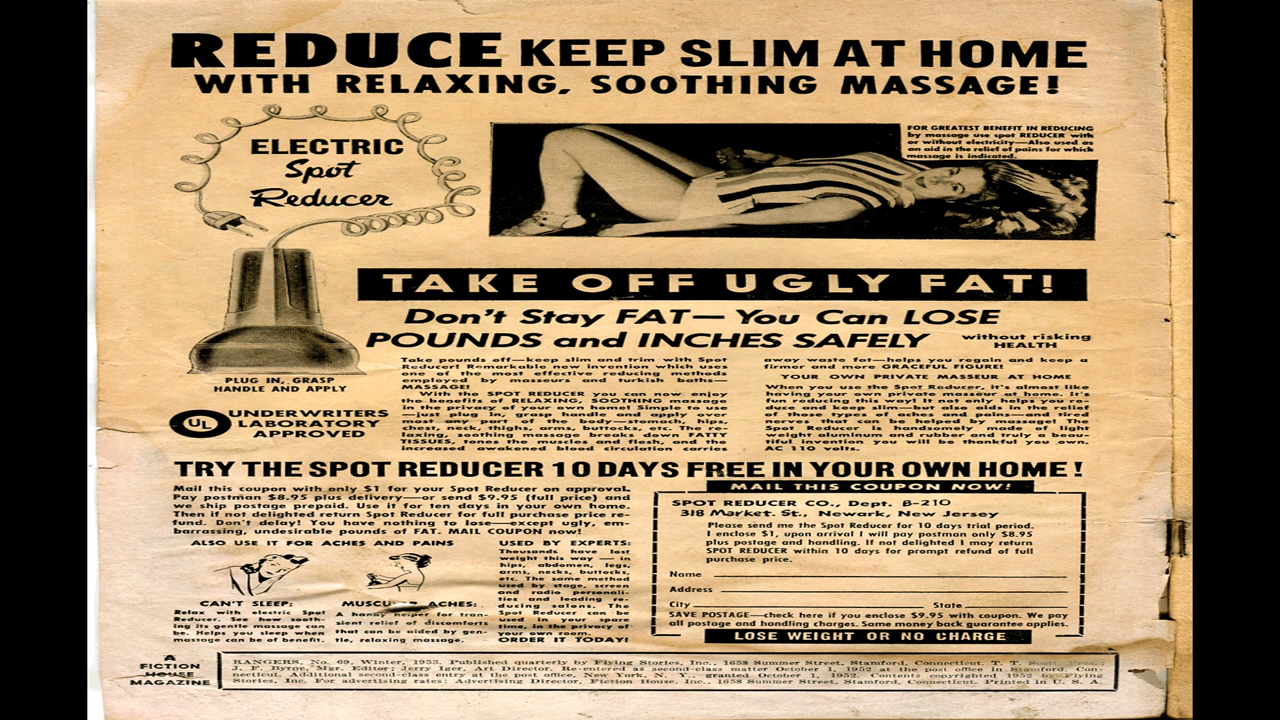 REDUCE KEEP SLIM AT HOME
WITH RELAXING, SOOTHING MASSAGE!
ELECTRIC
Spot
Reducer
FOR GREATEST BENEFIT IN REDUCING
by massage use spot REDUCER with
or without electricity—Also used as
an aid in the relief of pains for which
massage is indicated.
TAKE OFF UGLY FAT!
Don't Stay FAT—You Can LOSE
POUNDS and INCHES SAFELY
without risking
HEALTH
PLUG IN, GRASP
HANDLE AND APPLY
UL
UNDERWRITERS
LABORATORY
APPROVED
Take pounds off—keep slim and trim with Spot
Reducer! Remarkable new invention which uses
one of the most effective reducing methods
employed by masseurs and turkish baths—
MASSAGE!
With the SPOT REDUCER you can now enjoy
the benefits of RELAXING, SOOTHING massage
in the privacy of your own home! Simple to use
—just plug in, grasp handle and apply over
most any part of the body—stomach, hips,
chest, neck, thighs, arms, buttocks, etc. The re-
laxing, soothing massage breaks down FATTY
TISSUES, tones the muscles and flesh, and the
increased awakened blood circulation carries
away waste fat—helps you regain and keep a
firmer and more GRACEFUL FIGURE!
YOUR OWN PRIVATE MASSEUR AT HOME
When you use the Spot Reducer, it's almost like
having your own private masseur at home. It's
fun reducing this way! It not only helps you re-
duce and keep slim—but also aids in the relief
of those types of aches and pains—and tired
nerves that can be helped by massage! The
Spot Reducer is handsomely made of light
weight aluminum and rubber and truly a beau-
tiful invention you will be thankful you own.
AC 110 volts.
TRY THE SPOT REDUCER 10 DAYS FREE IN YOUR OWN HOME!
Mail this coupon with only $1 for your Spot Reducer on approval.
Pay postman $8.95 plus delivery—or send $9.95 (full price) and
we ship postage prepaid. Use it for ten days in your own home.
Then if not delighted return Spot Reducer for full purchase price re-
fund. Don't delay! You have nothing to lose—except ugly, em-
barrassing, undesirable pounds of FAT. MAIL COUPON now!
ALSO USE IT FOR ACHES AND PAINS
CAN'T SLEEP:
Relax with electric Spot
Reducer. See how sooth-
ing its gentle massage can
be. Helps you sleep when
massage can be of benefit.
ACHES:
A handy helper for tran-
sient relief of discomforts
that can be aided by gen-
tle, relaxing massage.
USED BY EXPERTS:
Thousands have lost
weight this way — in
hips, abdomen, legs,
arms, necks, buttocks,
etc. The same method
used by stage, screen
and radio personali-
ties and leading re-
ducing salons. The
Spot Reducer can be
used in your spare
time, in the privacy of
your own room.
ORDER IT TODAY!
MAIL THIS COUPON NOW!
SPOT REDUCER CO., Dept. B-210
318 Market St., Newark, New Jersey
Please send me the Spot Reducer for 10 days trial period.
I enclose $1, upon arrival I will pay postman only $8.95
plus postage and handling. If not delighted I may return
SPOT REDUCER within 10 days for prompt refund of full
purchase price.
Name
Address
City State
SAVE POSTAGE—check here if you enclose $9.95 with coupon. We pay
all postage and handling charges. Same money back guarantee applies.
LOSE WEIGHT OR NO CHARGE
A
FICTION
HOUSE
MAGAZINE
RANGERS, No. 69, Winter, 1953. Published quarterly by Flying Stories, Inc., 1658 Summer Street, Stamford, Connecticut. T. T. Scott,
J. F. Byrne, Mgr. Editor; Jerry Iger, Art Director. Re-entered as second-class matter October 1, 1952 at the post office in Stamford, Con-
necticut. Additional second-class entry at the post office, New York, N. Y., granted October 1, 1952. Contents copyrighted 1952 by Flying
Stories, Inc. For advertising rates: Advertising Director, Fiction House, Inc., 1658 Summer Street, Stamford, Connecticut. Printed in U. S. A.